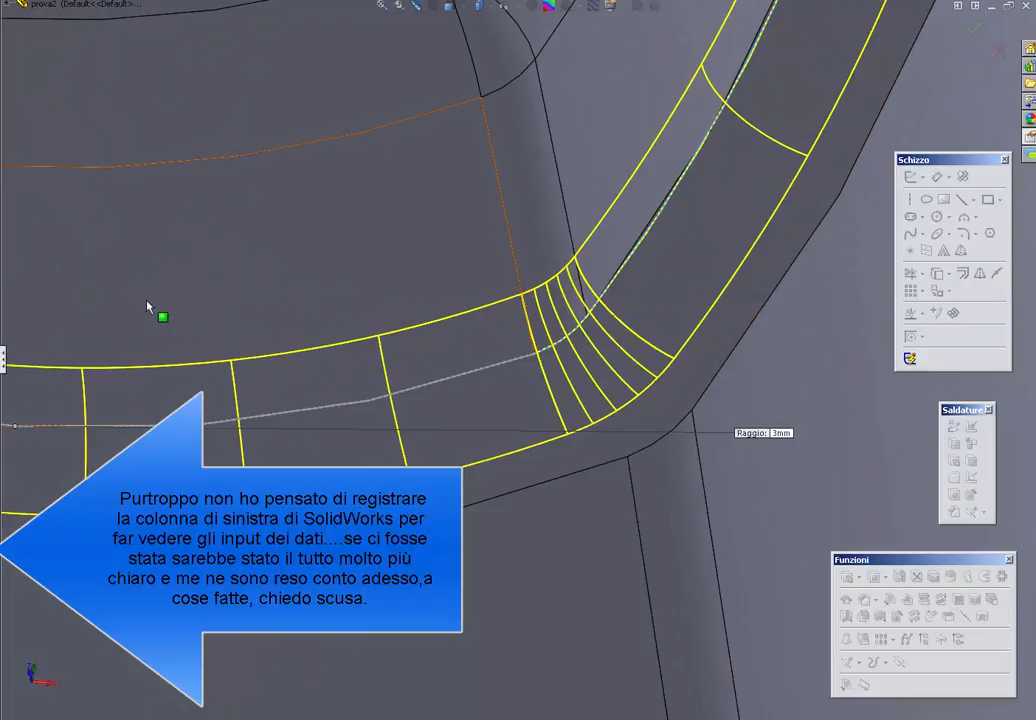 prova2 (Default<<Default>...
Schizzo
Saldature
Raggio: 3mm
Purtroppo non ho pensato di registrare
la colonna di sinistra di SolidWorks per
far vedere gli input dei dati....se ci fosse
stata sarebbe stato il tutto molto più
chiaro e me ne sono reso conto adesso,a
cose fatte, chiedo scusa.
Funzioni